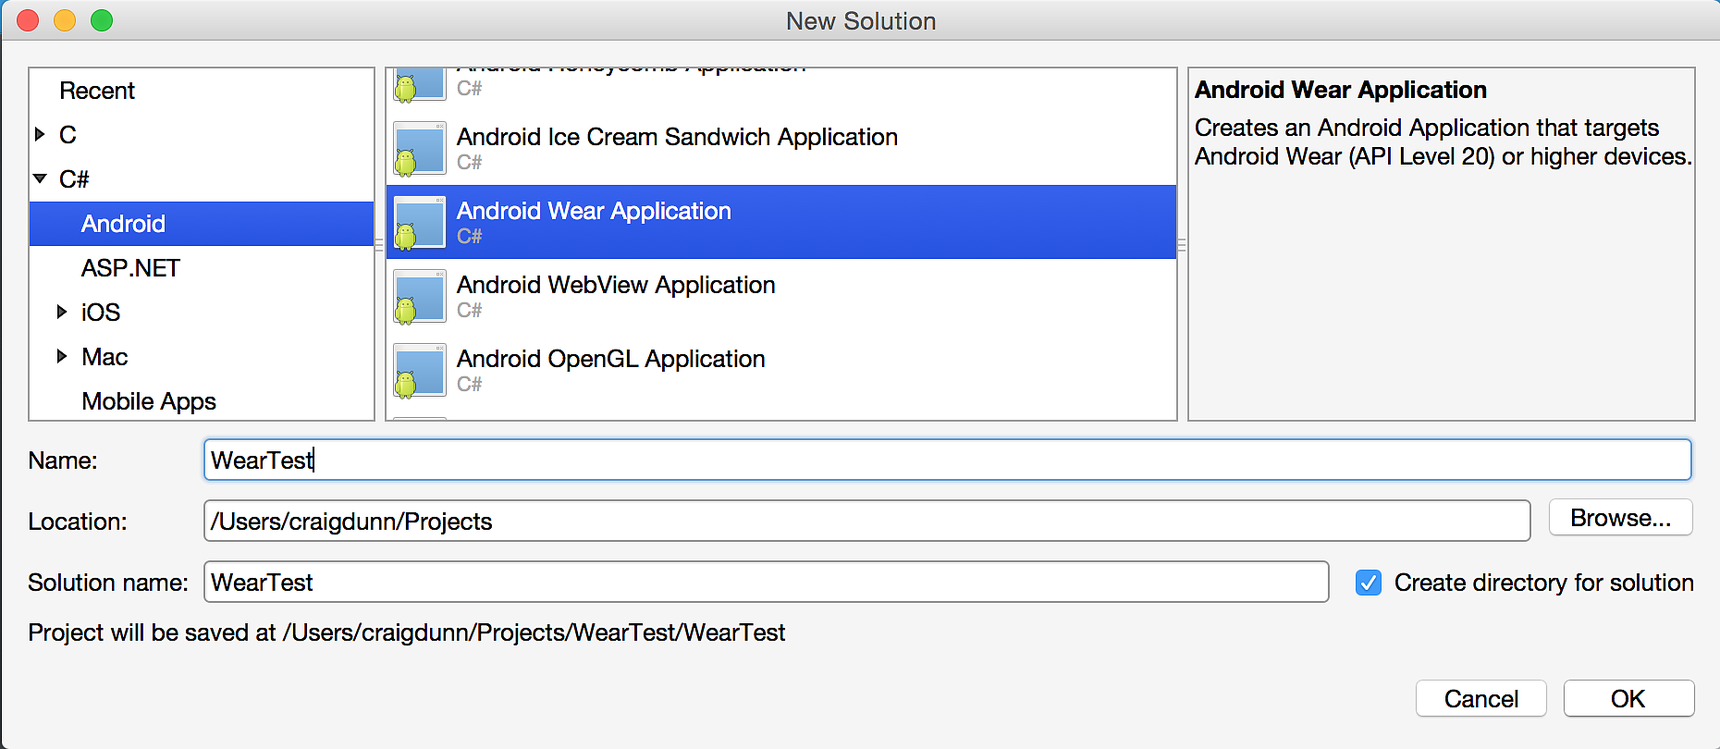 New Solution
Recent
C
C#
Android
ASP.NET
iOS
Mac
Mobile Apps
Android Honeycomb Application
C#
Android Ice Cream Sandwich Application
C#
Android Wear Application
C#
Android WebView Application
C#
Android OpenGL Application
C#
Android Wear Application
Creates an Android Application that targets
Android Wear (API Level 20) or higher devices.
Name: WearTest
Location: /Users/craigdunn/Projects Browse...
Solution name: WearTest Create directory for solution
Project will be saved at /Users/craigdunn/Projects/WearTest/WearTest
Cancel OK